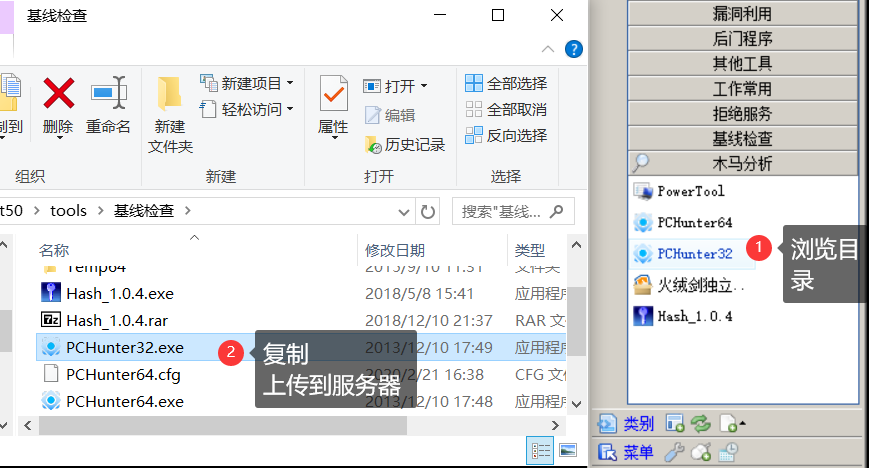 基线检查
制到
删除
重命名
新建
文件夹
新建项目
轻松访问
属性
打开
编辑
历史记录
全部选择
全部取消
反向选择
组织
新建
打开
选择
t50 > tools > 基线检查 >
搜索"基线...
名称
修改日期
类型
Temp64 2015/9/10 11:31 文件夹
Hash_1.0.4.exe 2018/5/8 15:41 应用程序
Hash_1.0.4.rar 2018/12/10 21:37 RAR 文
PCHunter32.exe 2013/12/10 17:49 应用程序
PCHunter64.cfg 2020/2/21 16:38 CFG 文
PCHunter64.exe 2013/12/10 17:48 应用程序
2
复制
上传到服务器
漏洞利用
后门程序
其他工具
工作常用
拒绝服务
基线检查
木马分析
PowerTool
PCHunter64
PCHunter32
火绒剑独立..
Hash_1.0.4
1
浏览目
录
类别
菜单